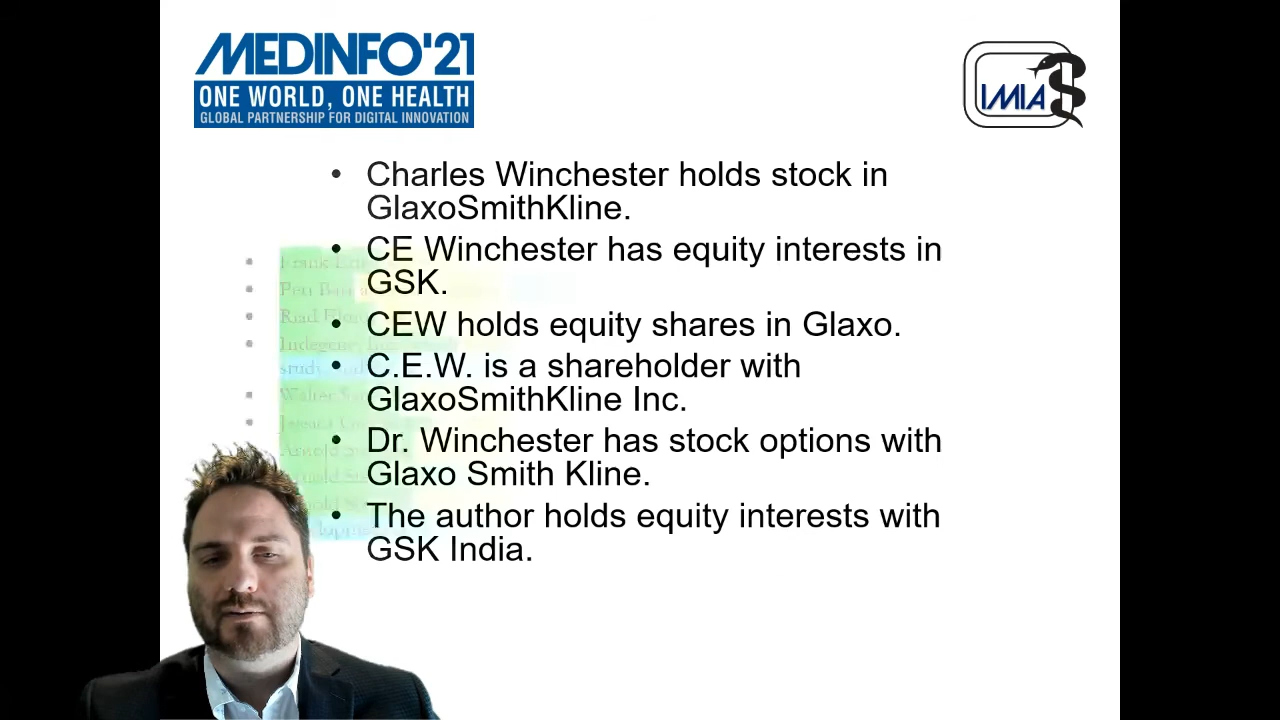 MEDINFO'21
ONE WORLD, ONE HEALTH
GLOBAL PARTNERSHIP FOR DIGITAL INNOVATION
IMIA
• Charles Winchester holds stock in
GlaxoSmithKline.
• CE Winchester has equity interests in
GSK.
• CEW holds equity shares in Glaxo.
• C.E.W. is a shareholder with
GlaxoSmithKline Inc.
• Dr. Winchester has stock options with
Glaxo Smith Kline.
• The author holds equity interests with
GSK India.